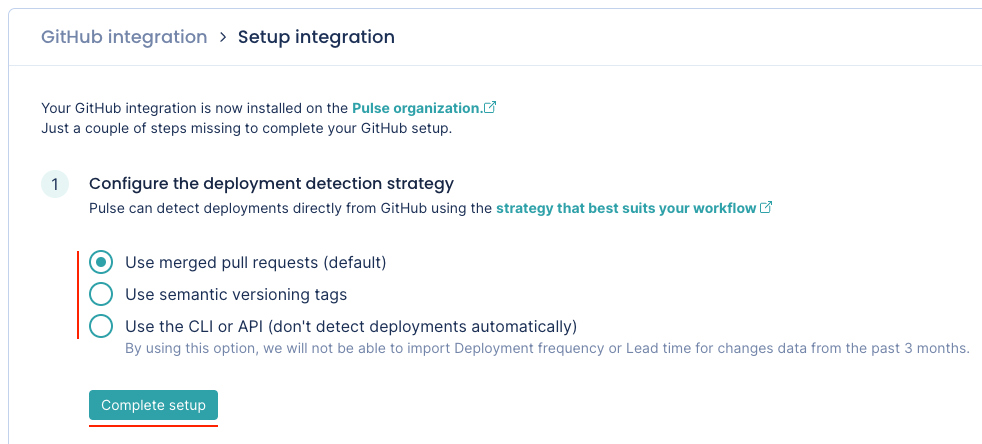 GitHub integration > Setup integration
Your GitHub integration is now installed on the Pulse organization.
Just a couple of steps missing to complete your GitHub setup.
1 Configure the deployment detection strategy
Pulse can detect deployments directly from GitHub using the strategy that best suits your workflow
Use merged pull requests (default)
Use semantic versioning tags
Use the CLI or API (don't detect deployments automatically)
By using this option, we will not be able to import Deployment frequency or Lead time for changes data from the past 3 months.
Complete setup